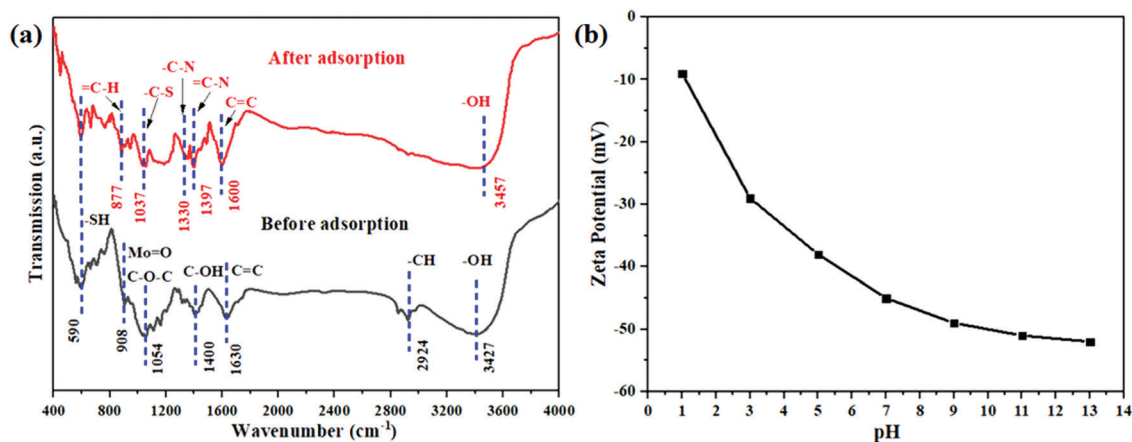 (a)
After adsorption
=C-H
-C-S
-C-N
=C-N
C=C
-OH
877
1037
1330
1397
1600
3457
Before adsorption
-SH
Mo=O
C-O-C
C-OH
C=C
-CH
-OH
590
908
1054
1400
1630
2924
3427
Transmission (a.u.)
400 1200 1600 2000 2400 2800 3200 3600 4000
Wavenumber (cm-1)
(b)
0
-10
-20
-30
-40
-50
-60
Zeta Potential (mV)
0 1 2 3 4 5 6 7 8 9 10 11 12 13 14
pH